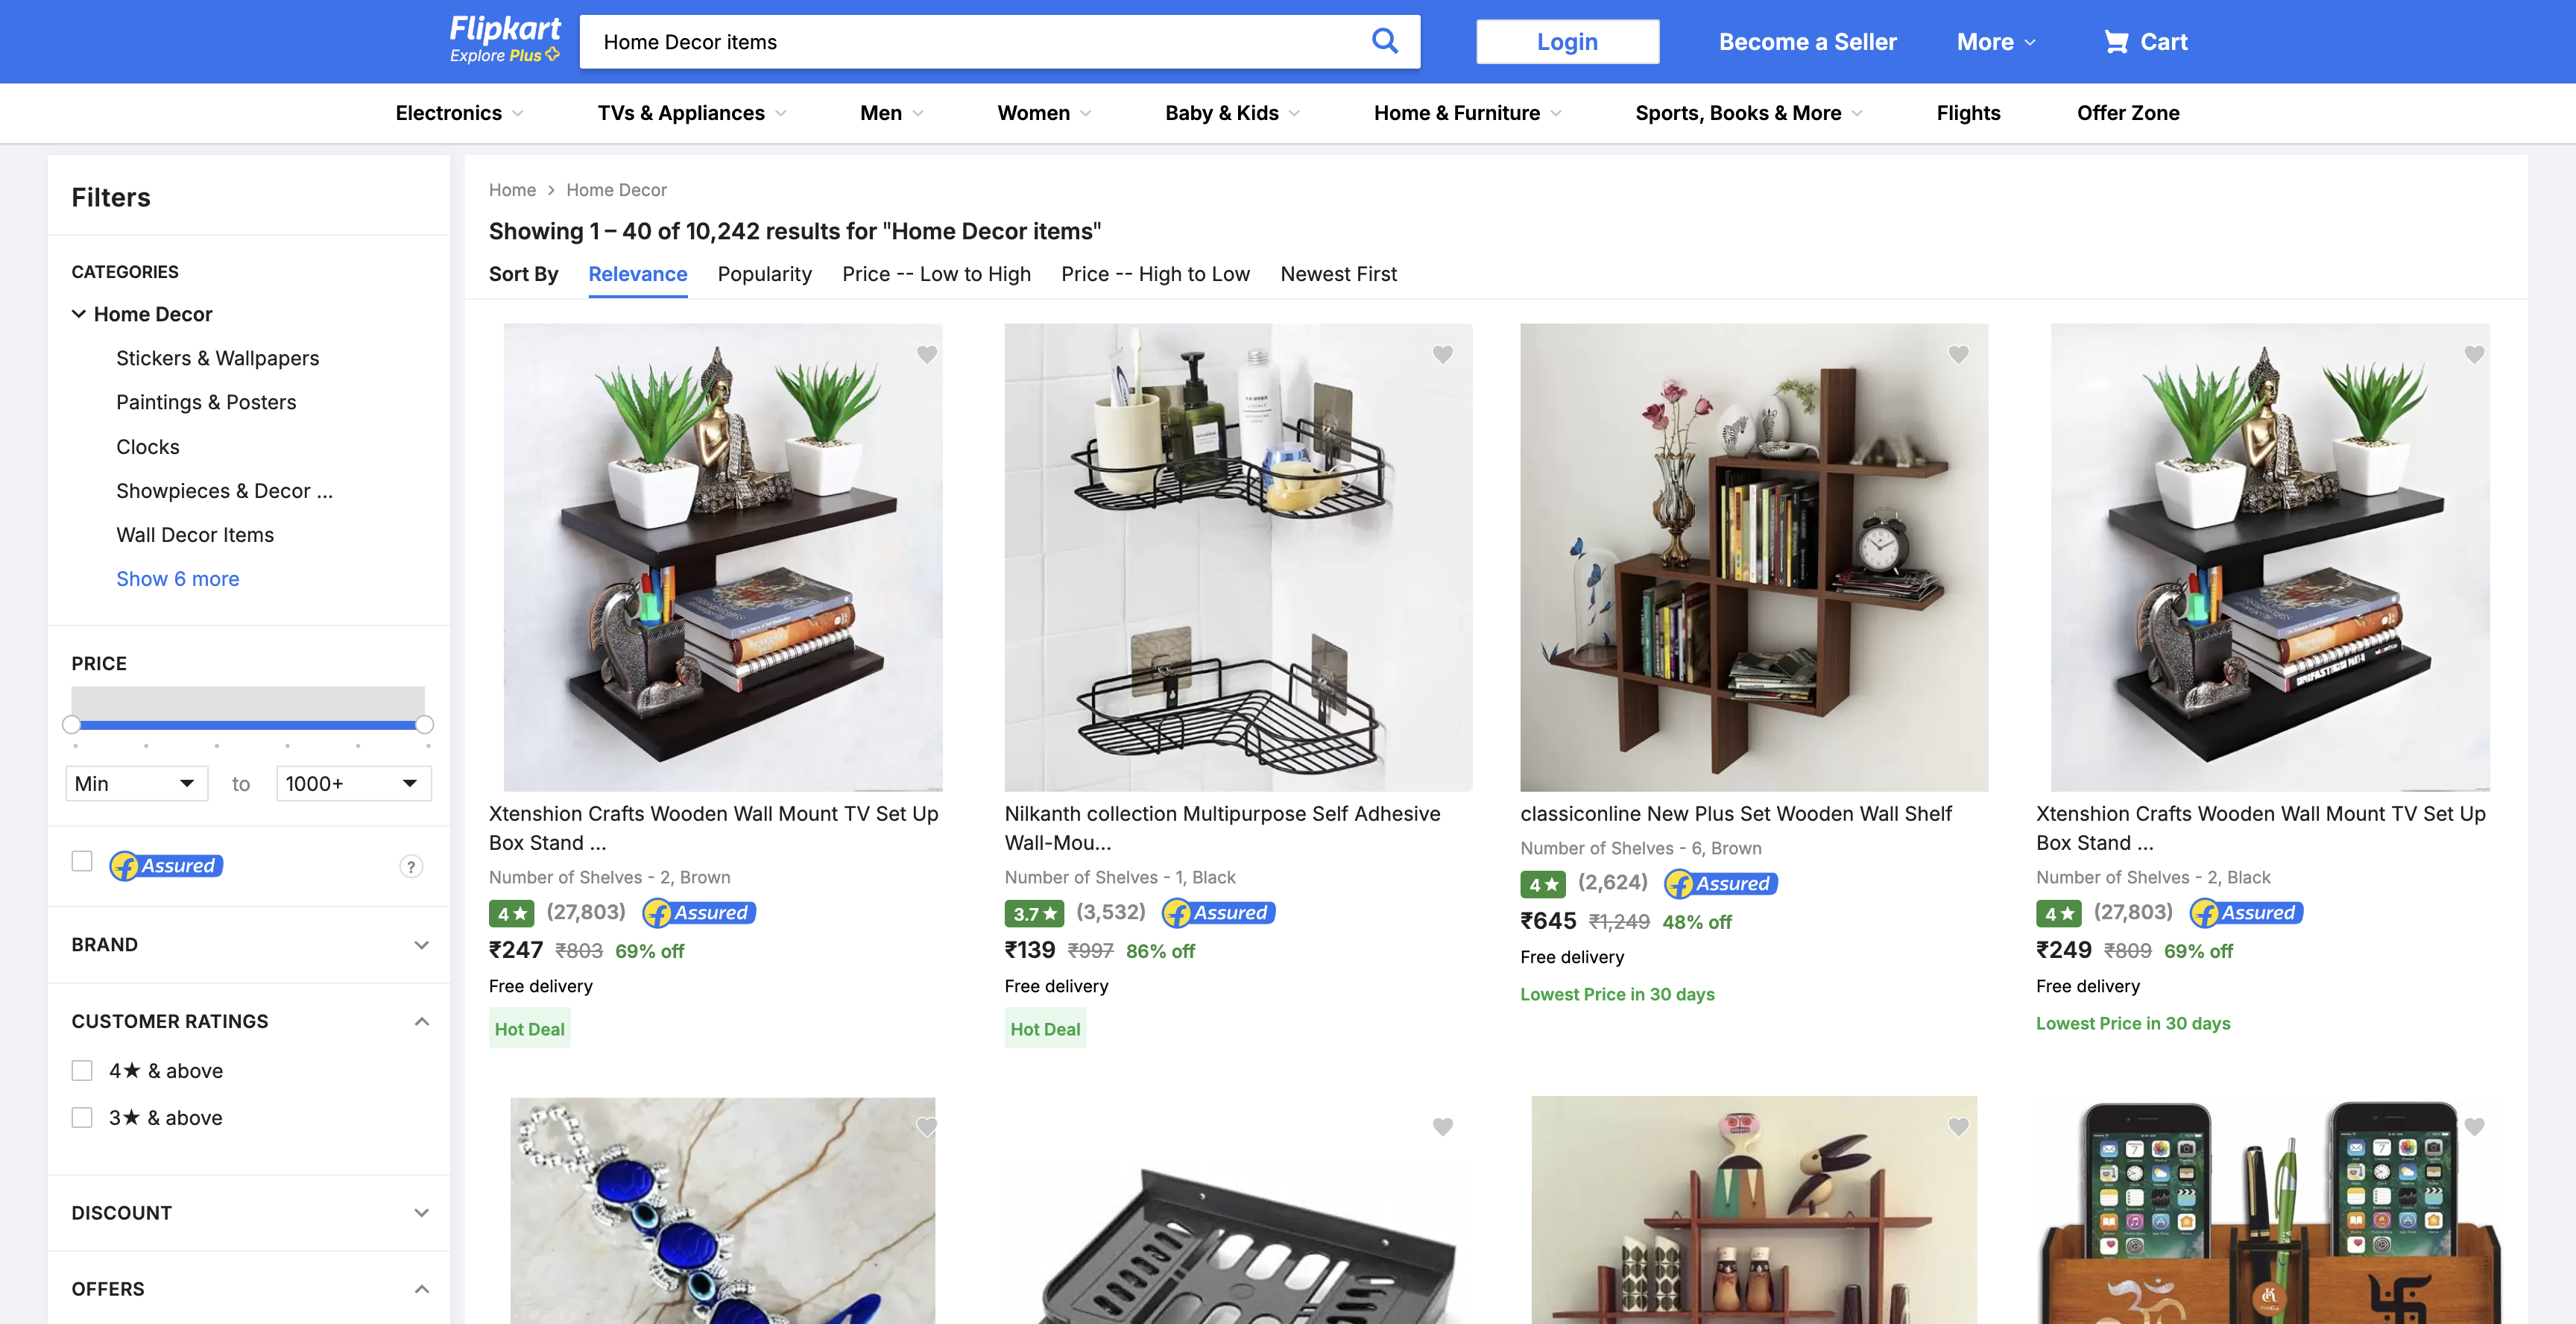 Flipkart
Explore Plus
Home Decor items
Login
Become a Seller
More
Cart
Electronics
TVs & Appliances
Men
Women
Baby & Kids
Home & Furniture
Sports, Books & More
Flights
Offer Zone
Filters
CATEGORIES
Home Decor
Stickers & Wallpapers
Paintings & Posters
Clocks
Showpieces & Decor ...
Wall Decor Items
Show 6 more
PRICE
Min
to
1000+
Assured
?
BRAND
CUSTOMER RATINGS
4★ & above
3★ & above
DISCOUNT
OFFERS
Home
Home Decor
Showing 1 – 40 of 10,242 results for "Home Decor items"
Sort By
Relevance
Popularity
Price -- Low to High
Price -- High to Low
Newest First
Xtenshion Crafts Wooden Wall Mount TV Set Up
Box Stand ...
Number of Shelves - 2, Brown
4★ (27,803) Assured
₹247 ₹803 69% off
Free delivery
Hot Deal
Nilkanth collection Multipurpose Self Adhesive
Wall-Mou...
Number of Shelves - 1, Black
3.7★ (3,532) Assured
₹139 ₹997 86% off
Free delivery
Hot Deal
classiconline New Plus Set Wooden Wall Shelf
Number of Shelves - 6, Brown
4★ (2,624) Assured
₹645 ₹1,249 48% off
Free delivery
Lowest Price in 30 days
Xtenshion Crafts Wooden Wall Mount TV Set Up
Box Stand ...
Number of Shelves - 2, Black
4★ (27,803) Assured
₹249 ₹809 69% off
Free delivery
Lowest Price in 30 days